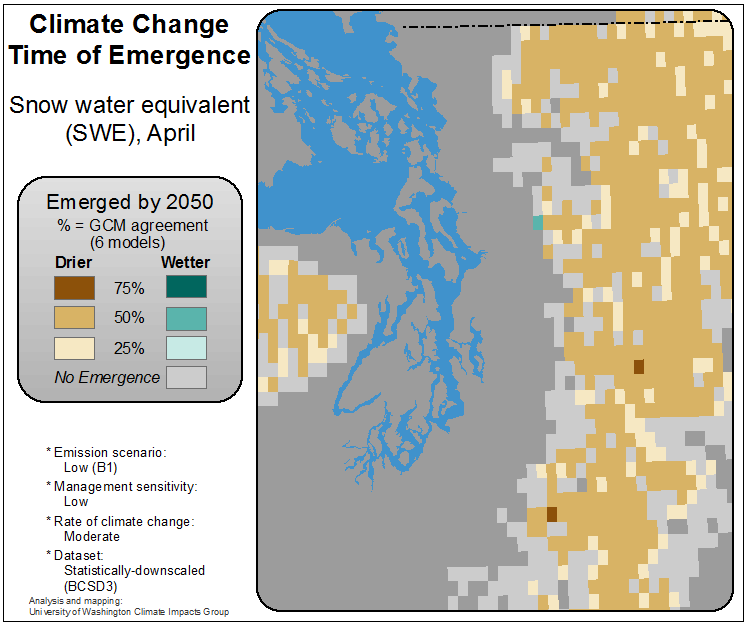 Climate Change
Time of Emergence
Snow water equivalent
(SWE), April
Emerged by 2050
% = GCM agreement
(6 models)
Drier Wetter
75%
50%
25%
No Emergence
* Emission scenario:
Low (B1)
* Management sensitivity:
Low
* Rate of climate change:
Moderate
* Dataset:
Statistically-downscaled
(BCSD3)
Analysis and mapping:
University of Washington Climate Impacts Group